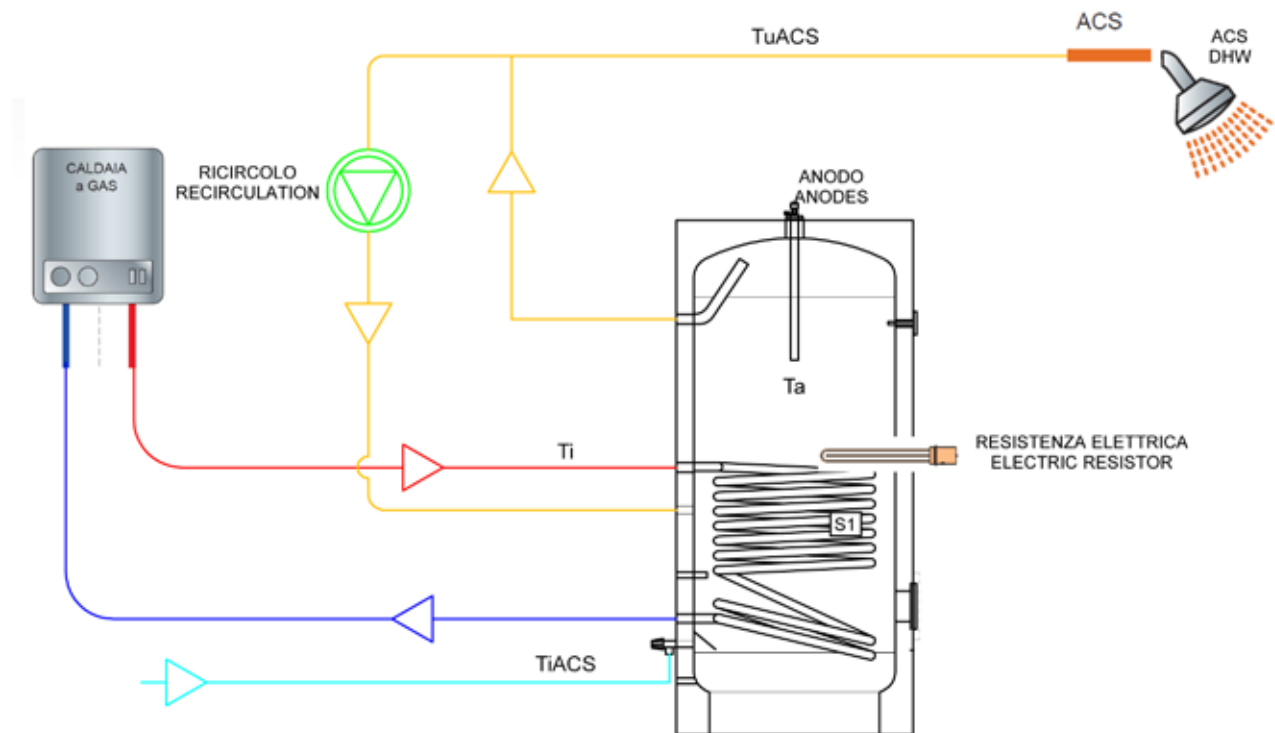 TuACS
ACS
ACS
DHW
CALDAIA
a GAS
RICIRCOLO
RECIRCULATION
ANODO
ANODES
Ta
Ti
RESISTENZA ELETTRICA
ELECTRIC RESISTOR
S1
TiACS